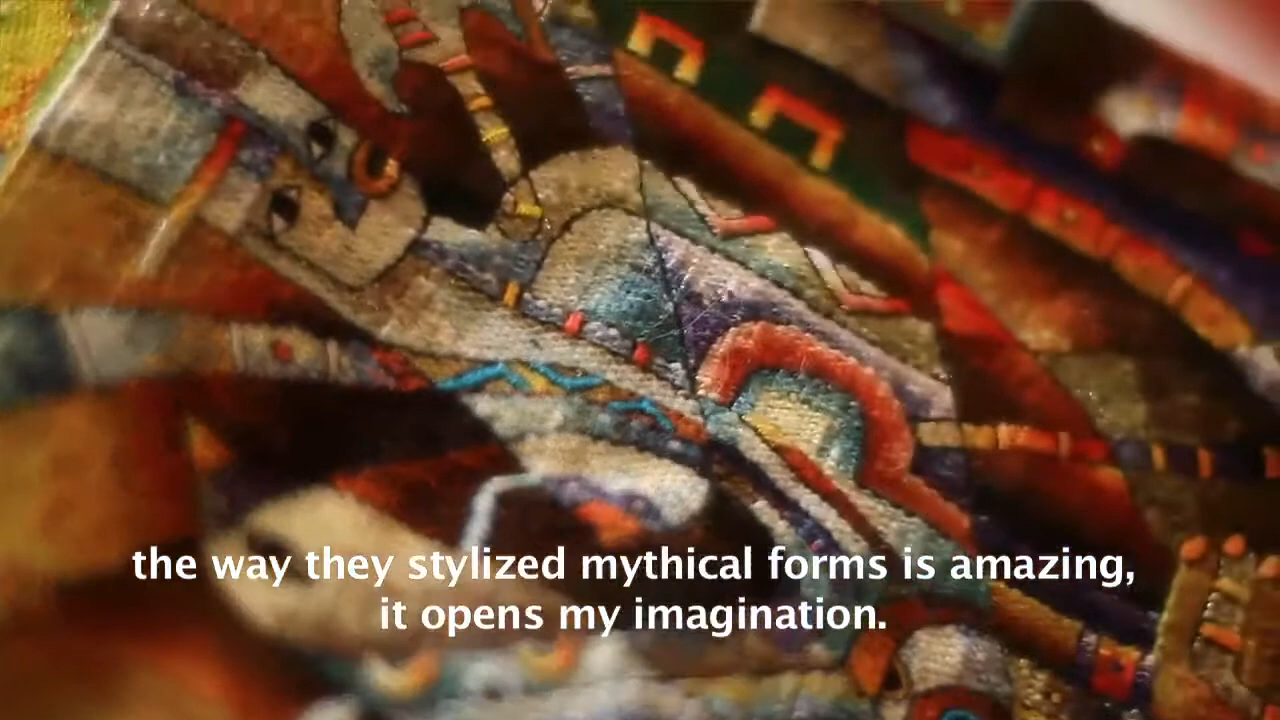 the way they stylized mythical forms is amazing,
it opens my imagination.